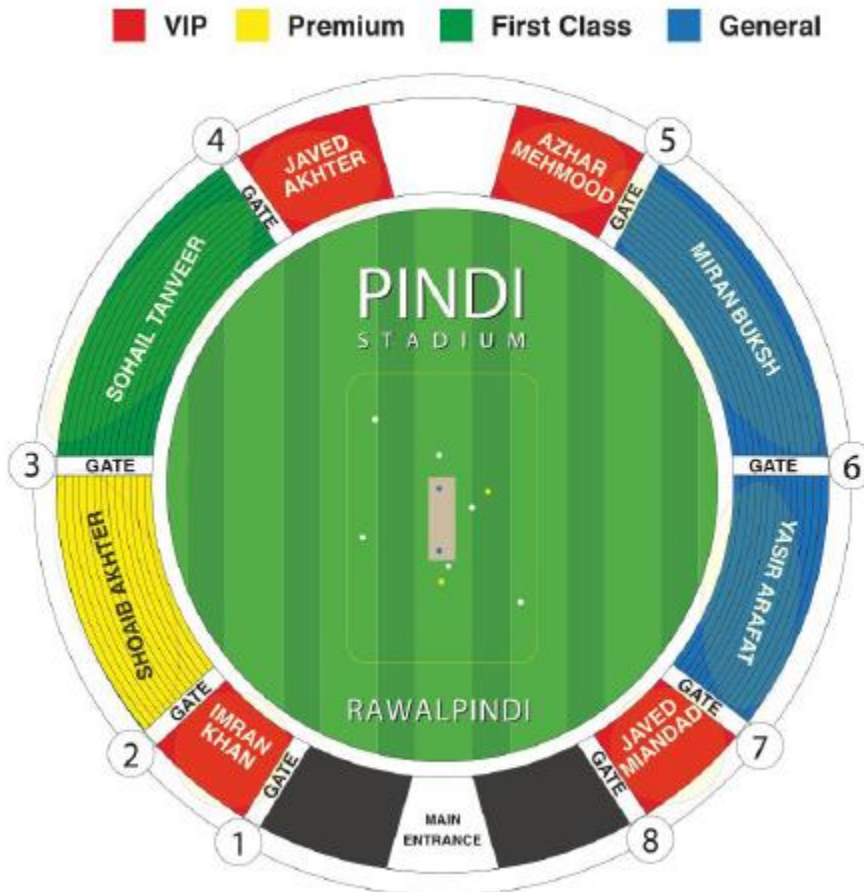 VIP Premium First Class General
4
5
JAVED
AKHTER
AZHAR
MEHMOOD
GATE
GATE
SOHAIL TANVEER
MIRAN BUKSH
PINDI
STADIUM
3
GATE
GATE
6
SHOAIB AKHTER
YASIR ARAFAT
RAWALPINDI
GATE
GATE
2
IMRAN
KHAN
JAVED
MIANDAD
7
GATE
GATE
1
MAIN
ENTRANCE
8